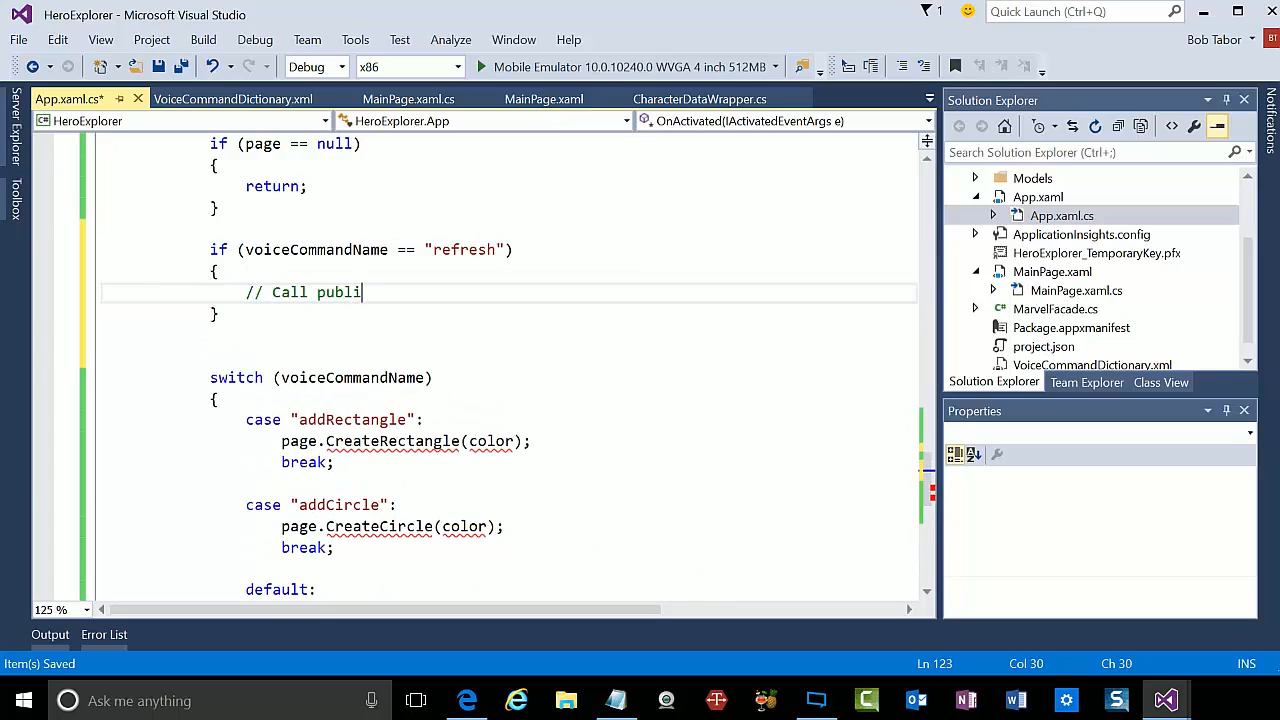 HeroExplorer - Microsoft Visual Studio
1
Quick Launch (Ctrl+Q)
File Edit View Project Build Debug Team Tools Test Analyze Window Help
Bob Tabor
BT
Debug
x86
Mobile Emulator 10.0.10240.0 WVGA 4 inch 512MB
Server Explorer
Toolbox
App.xaml.cs*
VoiceCommandDictionary.xml
MainPage.xaml.cs
MainPage.xaml
CharacterDataWrapper.cs
HeroExplorer
HeroExplorer.App
OnActivated(IActivatedEventArgs e)
if (page == null)
{
return;
}
if (voiceCommandName == "refresh")
{
// Call publi
}
switch (voiceCommandName)
{
case "addRectangle":
page.CreateRectangle(color);
break;
case "addCircle":
page.CreateCircle(color);
break;
default:
125 %
Solution Explorer
Search Solution Explorer (Ctrl+;)
Models
App.xaml
App.xaml.cs
ApplicationInsights.config
HeroExplorer_TemporaryKey.pfx
MainPage.xaml
MainPage.xaml.cs
MarvelFacade.cs
Package.appxmanifest
project.json
VoiceCommandDictionary.xml
Solution Explorer
Team Explorer
Class View
Properties
Notifications
Output
Error List
Item(s) Saved
Ln 123
Col 30
Ch 30
INS
Ask me anything